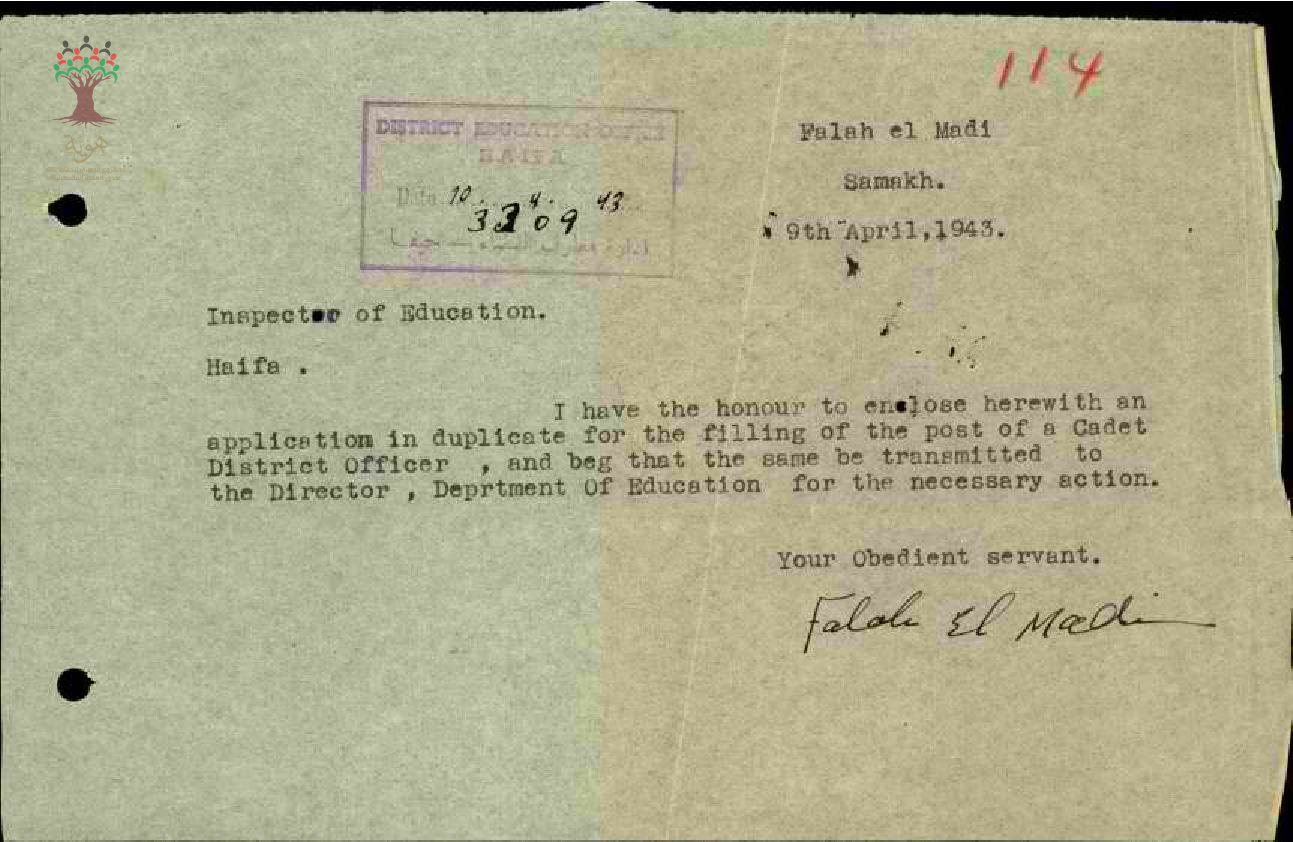 114
DISTRICT EDUCATION OFFICE
HAIFA
Date 10. 4. 43
3309
Falah el Madi
Samakh.
9th April,1943.
Inspector of Education.
Haifa .
I have the honour to enclose herewith an
application in duplicate for the filling of the post of a Cadet
District Officer , and beg that the same be transmitted to
the Director , Deprtment Of Education for the necessary action.
Your Obedient servant.
Falah El Madi